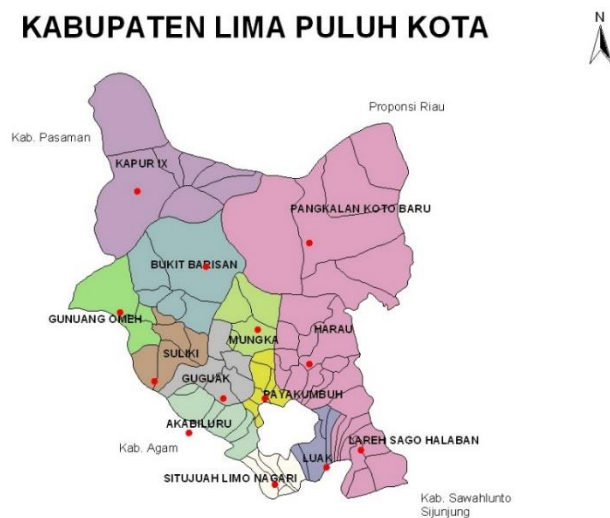 KABUPATEN LIMA PULUH KOTA
N
Proponsi Riau
Kab. Pasaman
KAPUR IX
PANGKALAN KOTO BARU
BUKIT BARISAN
GUNUANG OMEH
MUNGKA
HARAU
SULIKI
GUGUAK
PAYAKUMBUH
AKABILURU
LAREH SAGO HALABAN
Kab. Agam
LUAK
SITUJUAH LIMO NAGARI
Kab. Sawahlunto
Sijunjung